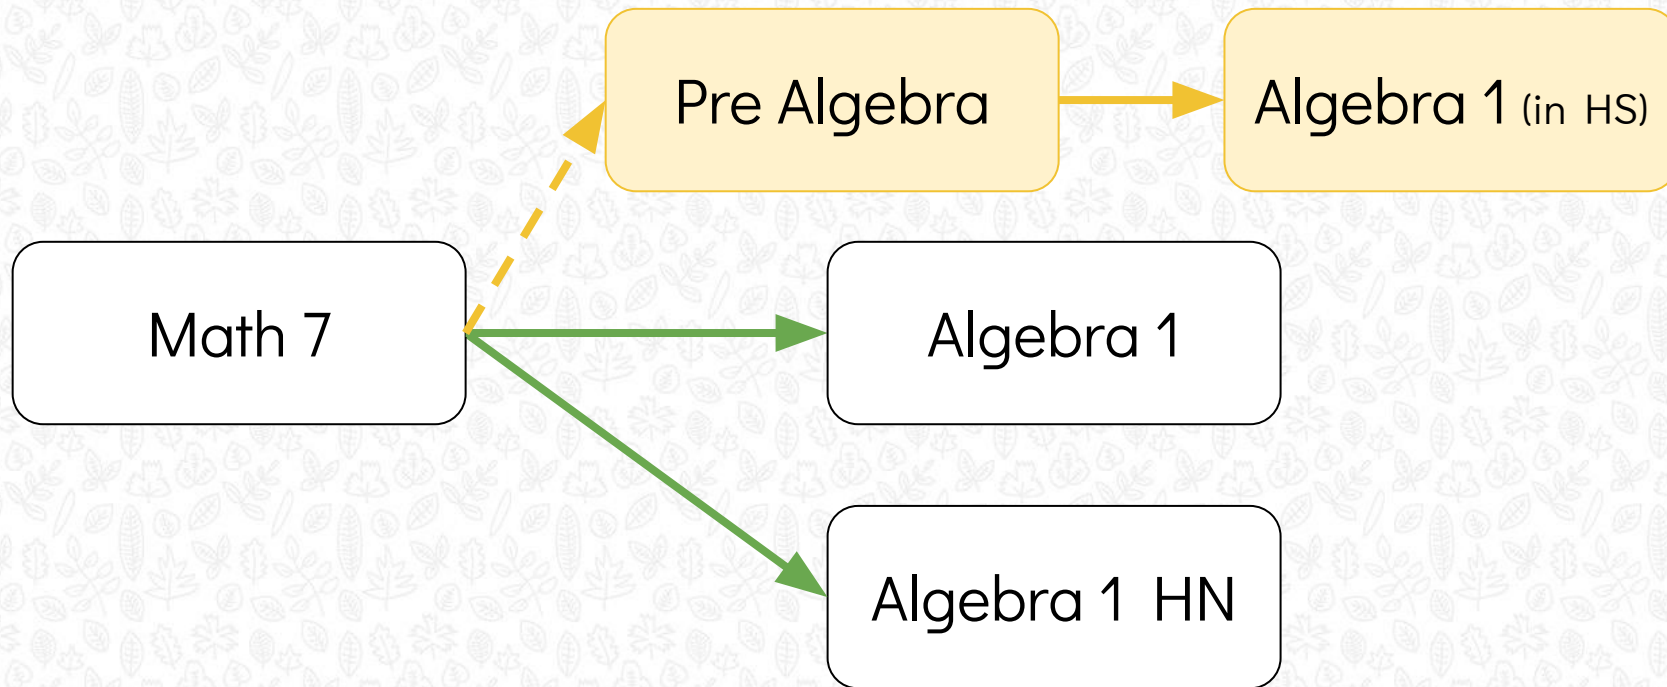 Pre Algebra
Algebra 1 (in HS)
Math 7
Algebra 1
Algebra 1 HN